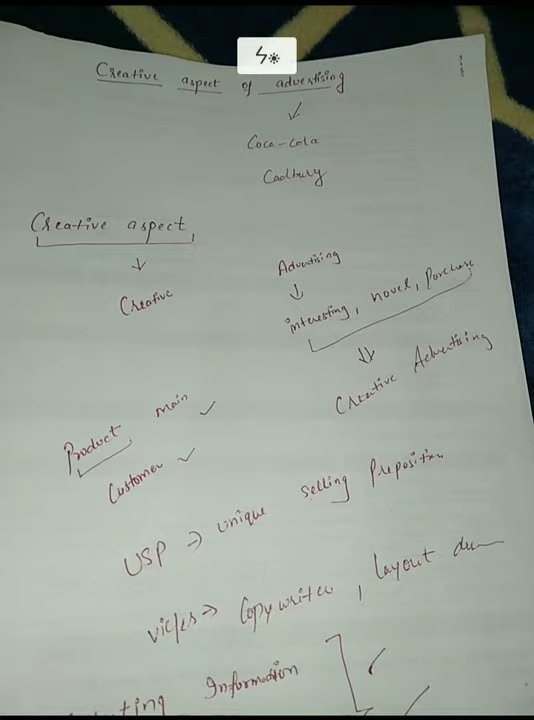 Creative aspect of advertising
Coca-cola
Cadbury
Creative aspect
Creative
Advertising
interesting, novel, Purchase
Creative Advertising
Product main
Customer
USP → unique selling Preposition
Copywriter, layout
Information